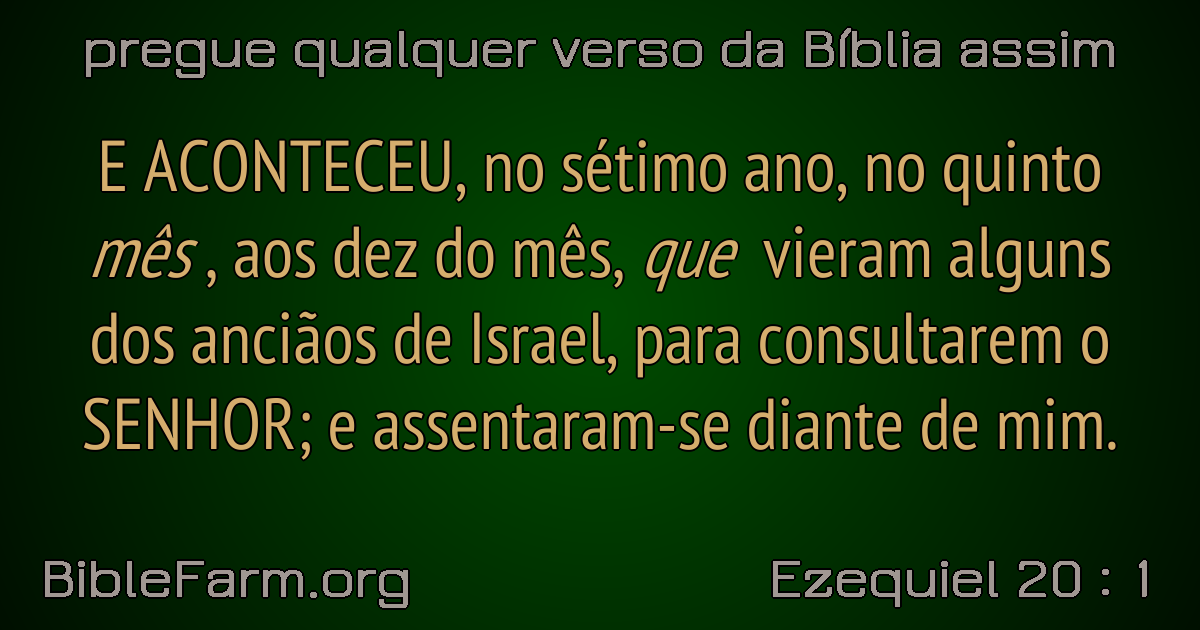 pregue qualquer verso da Bíblia assim
E ACONTECEU, no sétimo ano, no quinto
mês , aos dez do mês, que vieram alguns
dos anciãos de Israel, para consultarem o
SENHOR; e assentaram-se diante de mim.
BibleFarm.org
Ezequiel 20 : 1